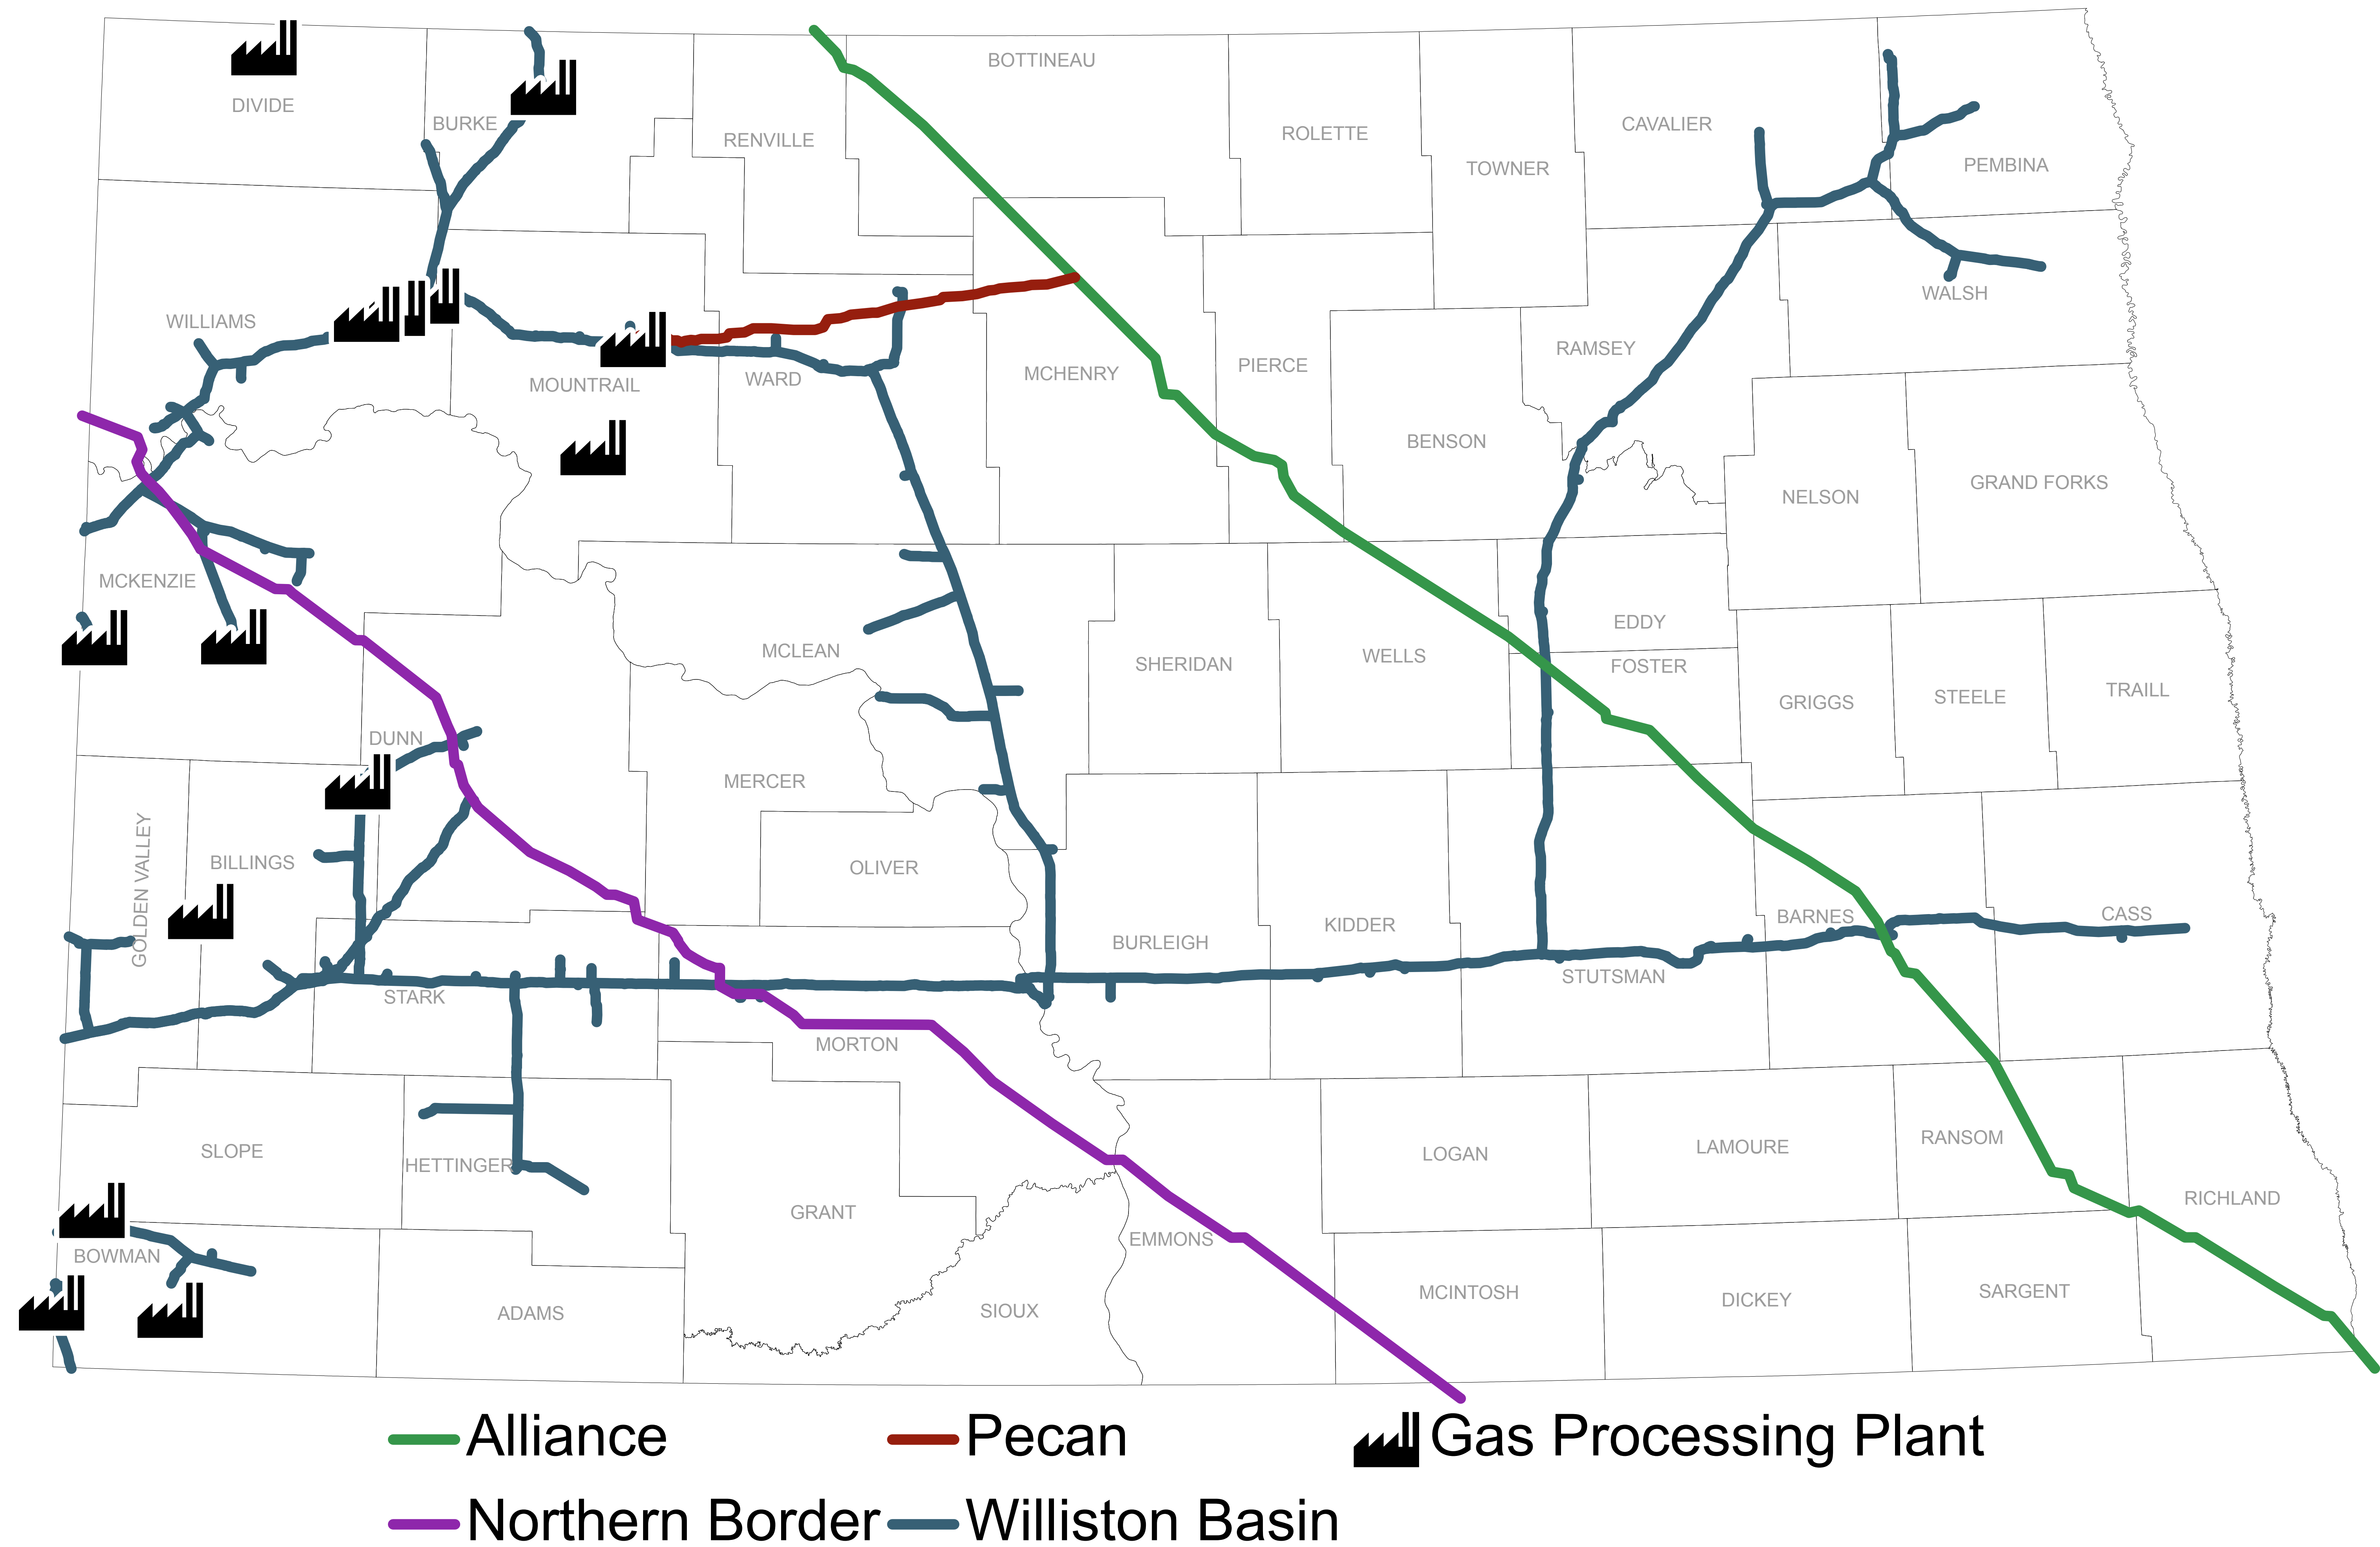 BOTTINEAU
DIVIDE
BURKE
CAVALIER
ROLETTE
RENVILLE
PEMBINA
TOWNER
WALSH
WILLIAMS
RAMSEY
PIERCE
MCHENRY
WARD
MOUNTRAIL
BENSON
GRAND FORKS
NELSON
MCKENZIE
EDDY
MCLEAN
WELLS
SHERIDAN
FOSTER
TRAILL
STEELE
GRIGGS
DUNN
MERCER
GOLDEN VALLEY
BILLINGS
OLIVER
CASS
BARNES
KIDDER
BURLEIGH
STUTSMAN
STARK
MORTON
RANSOM
LAMOURE
SLOPE
LOGAN
HETTINGER
RICHLAND
GRANT
EMMONS
BOWMAN
SARGENT
MCINTOSH
DICKEY
SIOUX
ADAMS
Alliance
Pecan
Gas Processing Plant
Northern Border
Williston Basin